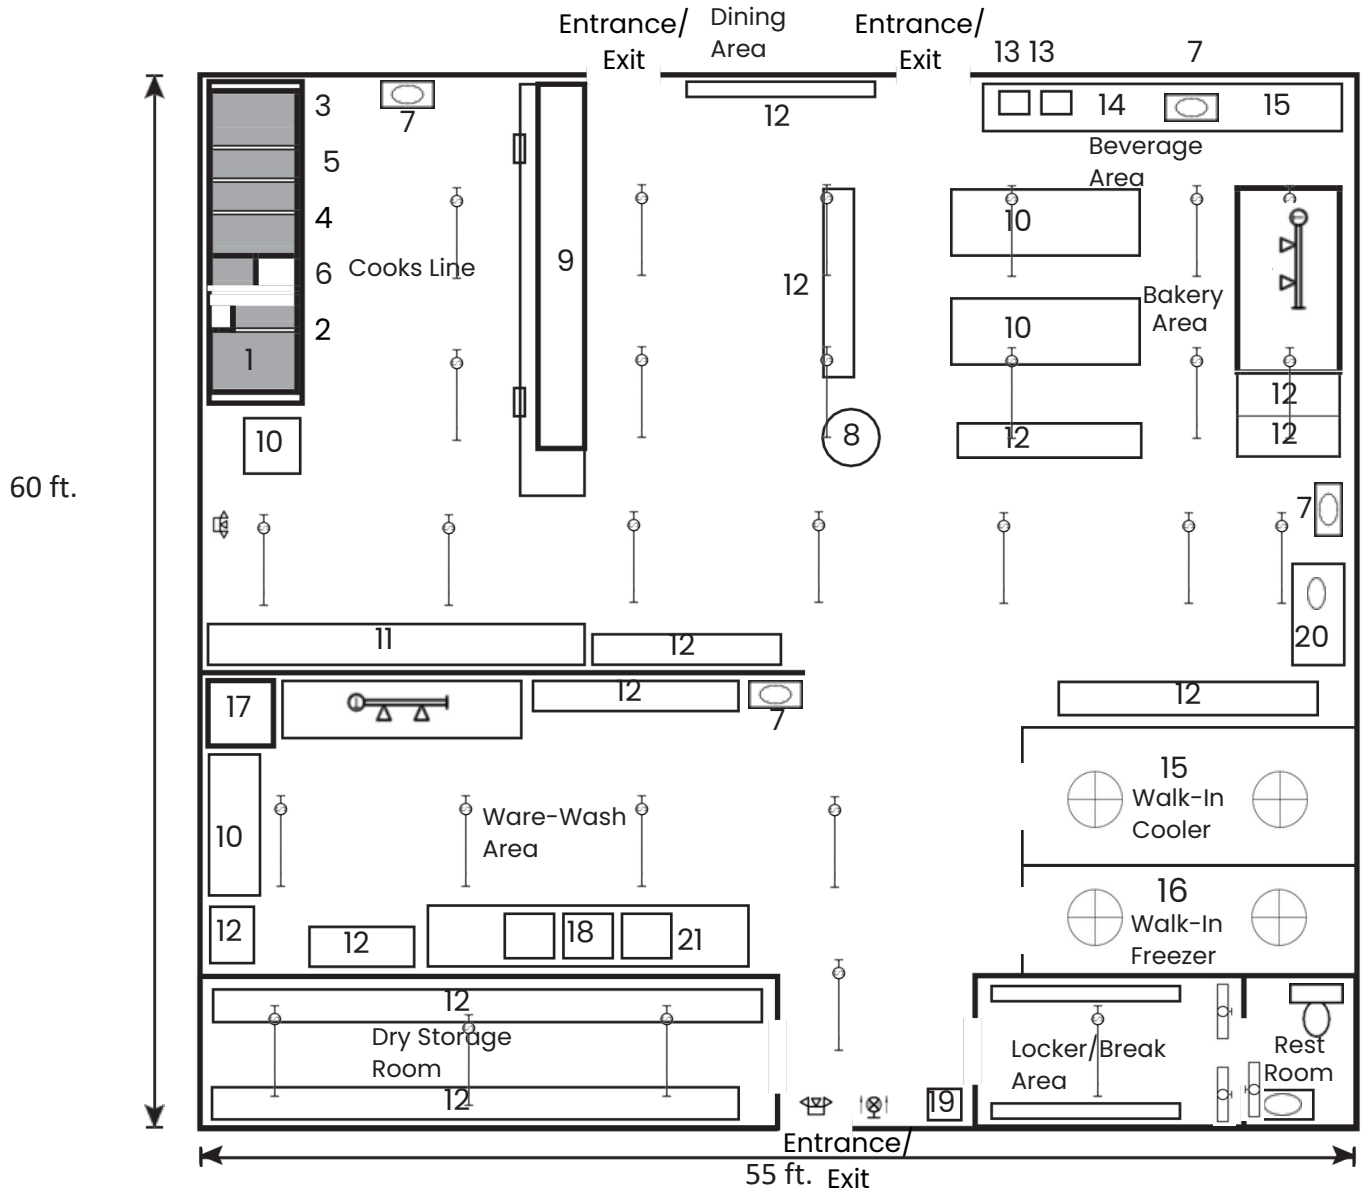 Entrance/
Exit
Dining
Area
Entrance/
Exit
13 13
7
3
7
12
14
15
5
Beverage
Area
4
10
6
Cooks Line
9
12
2
10
Bakery
Area
1
12
10
8
12
12
60 ft.
7
11
12
20
17
12
7
12
15
Walk-In
Cooler
Ware-Wash
Area
10
16
Walk-In
Freezer
12
12
18
21
12
Dry Storage
Room
12
Locker/Break
Area
Rest
Room
19
Entrance/
Exit
55 ft.